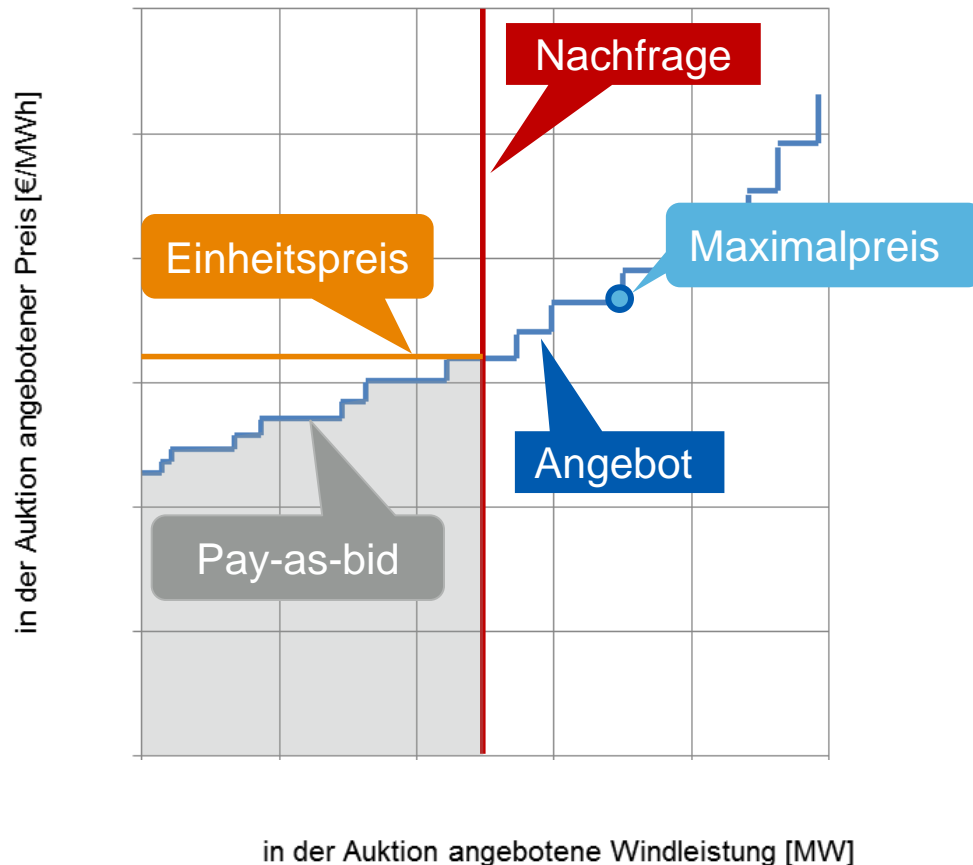 Nachfrage
in der Auktion angebotener Preis [€/MWh]
Einheitspreis
Maximalpreis
Angebot
Pay-as-bid
in der Auktion angebotene Windleistung [MW]